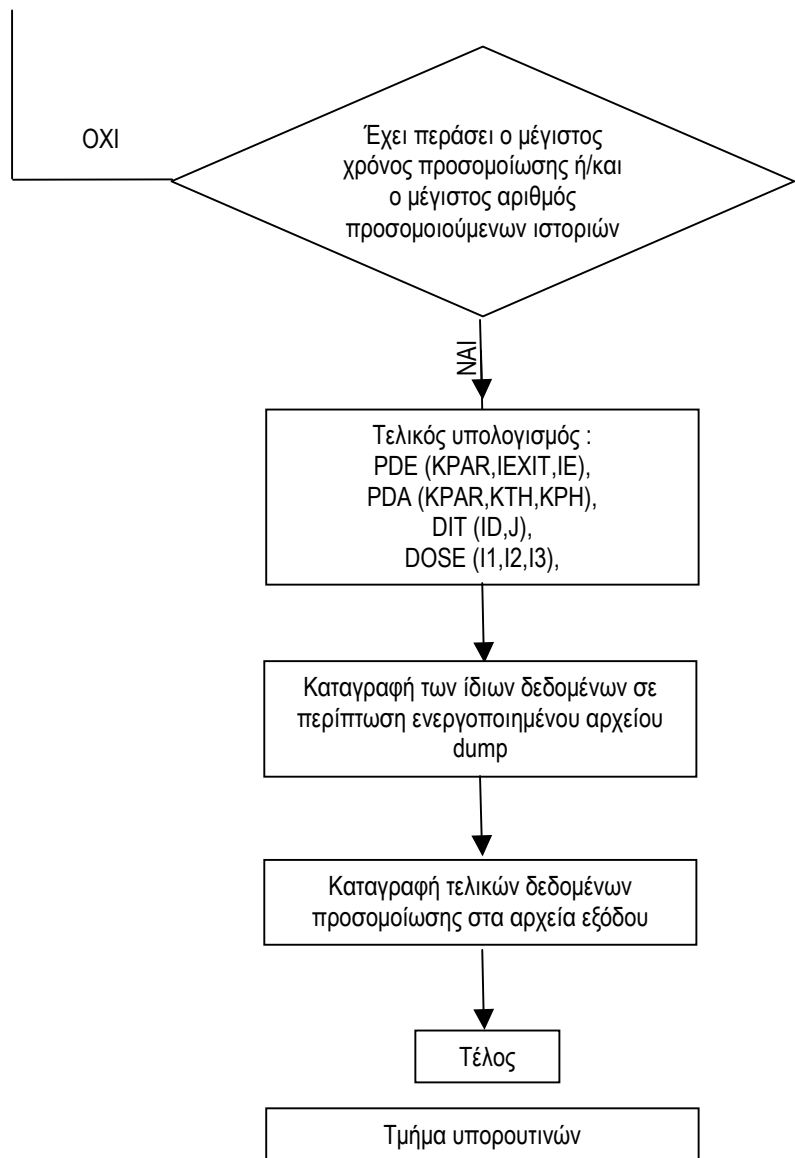 ΟΧΙ
Έχει περάσει ο μέγιστος
χρόνος προσομοίωσης ή/και
ο μέγιστος αριθμός
προσομοιούμενων ιστοριών
ΝΑΙ
Τελικός υπολογισμός :
PDE (KPAR,IEXIT,IE),
PDA (KPAR,KTH,KPH),
DIT (ID,J),
DOSE (I1,I2,I3),
Καταγραφή των ίδιων δεδομένων σε
περίπτωση ενεργοποιημένου αρχείου
dump
Καταγραφή τελικών δεδομένων
προσομοίωσης στα αρχεία εξόδου
Τέλος
Τμήμα υπορουτινών